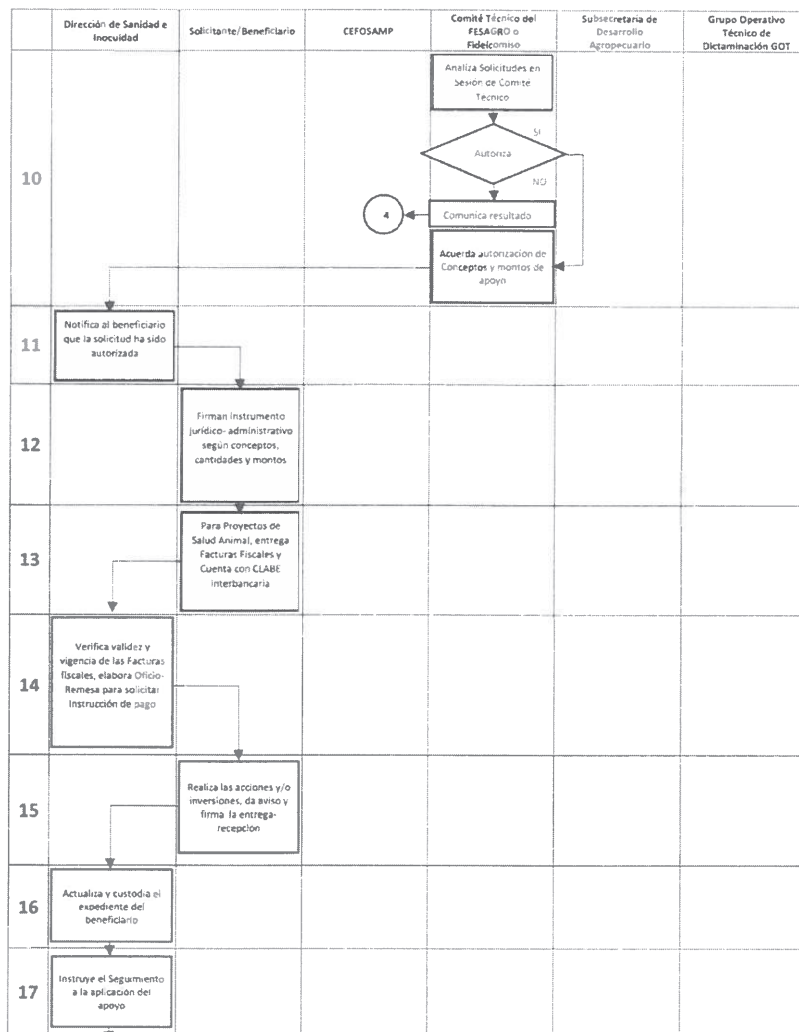 Dirección de Sanidad e
Inocuidad
Solicitante/Beneficiario
CEFOSAMP
Comité Técnico del
FESAGRO o
Fideicomiso
Subsecretaria de
Desarrollo
Agropecuario
Grupo Operativo
Técnico de
Dictaminación GOT
10
Analiza Solicitudes en
Sesión de Comité
Técnico
SI
Autoriza
NO
4
Comunica resultado
Acuerda autorización de
Conceptos y montos de
apoyo
11
Notifica al beneficiario
que la solicitud ha sido
autorizada
12
Firman Instrumento
jurídico- administrativo
según conceptos,
cantidades y montos
13
Para Proyectos de
Salud Animal, entrega
Facturas Fiscales y
Cuenta con CLABE
interbancaria
14
Verifica validez y
vigencia de las Facturas
fiscales, elabora Oficio-
Remesa para solicitar
Instrucción de pago
15
Realiza las acciones y/o
inversiones, da aviso y
firma la entrega-
recepción
16
Actualiza y custodia el
expediente del
beneficiario
17
Instruye el Seguimiento
a la aplicación del
apoyo